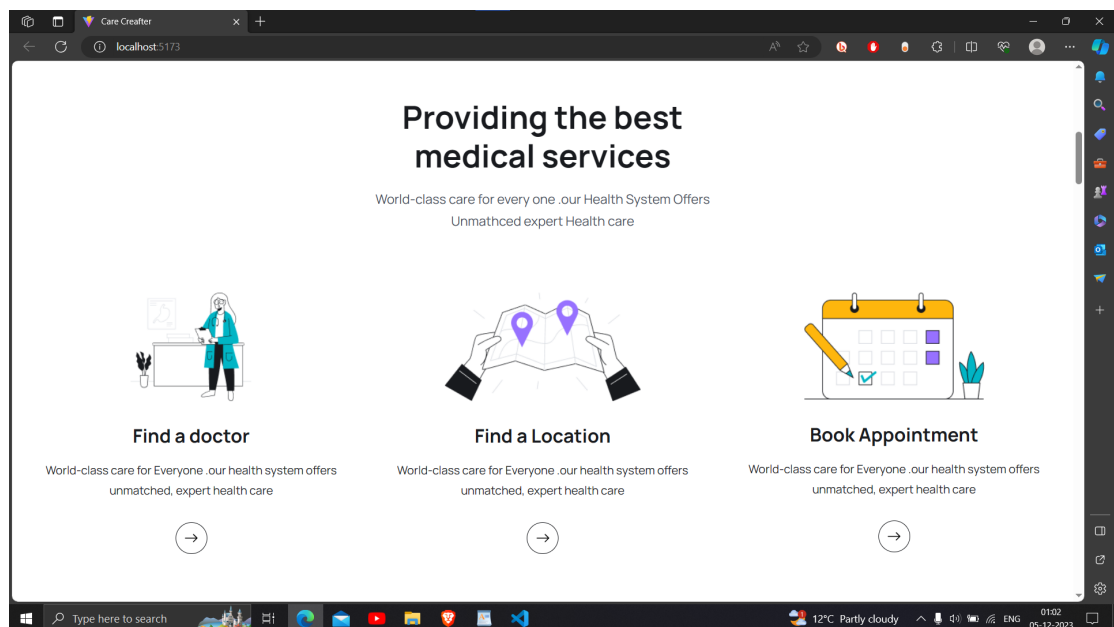 Care Creafter
localhost:5173
Providing the best
medical services
World-class care for every one .our Health System Offers
Unmathced expert Health care
Find a doctor
World-class care for Everyone .our health system offers
unmatched, expert health care
Find a Location
World-class care for Everyone .our health system offers
unmatched, expert health care
Book Appointment
World-class care for Everyone .our health system offers
unmatched, expert health care
Type here to search
12°C Partly cloudy
ENG
01:02
05-12-2023